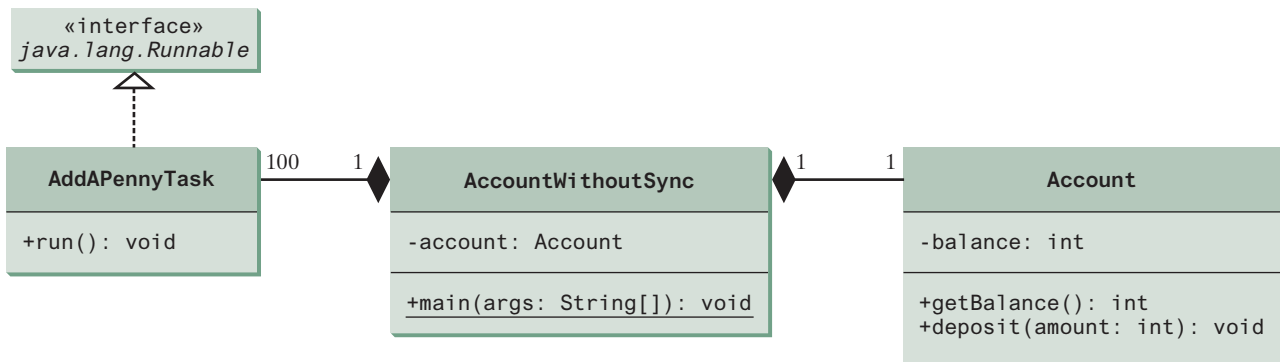 «interface»
java.lang.Runnable
AddAPennyTask
+run(): void
100
1
AccountWithoutSync
-account: Account
+main(args: String[]): void
1
1
Account
-balance: int
+getBalance(): int
+deposit(amount: int): void